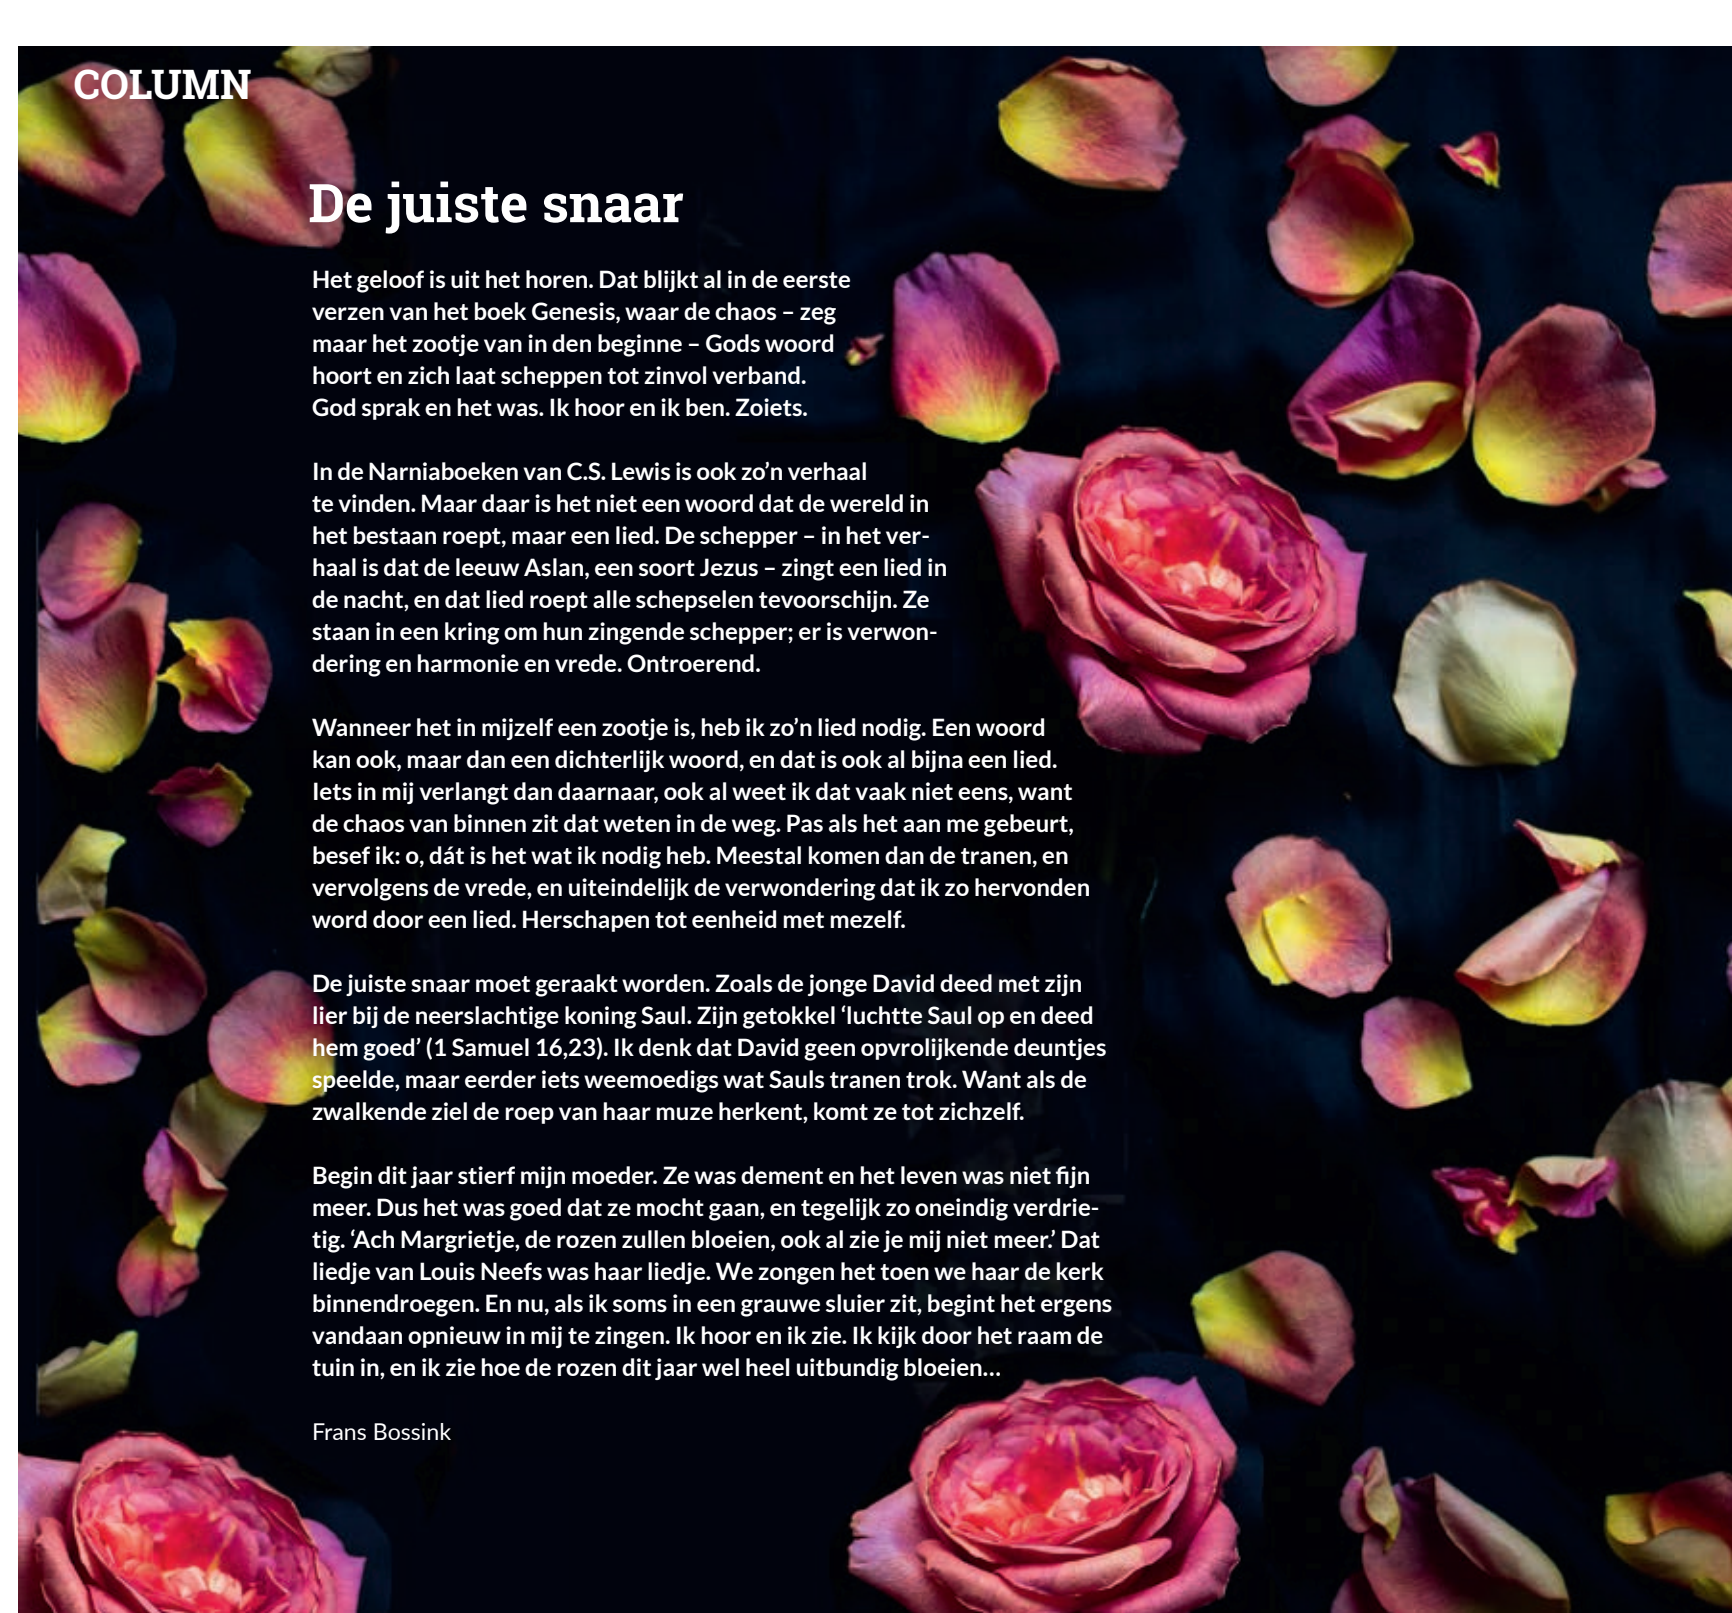 COLUMN
De juiste snaar
Het geloof is uit het horen. Dat blijkt al in de eerste
verzen van het boek Genesis, waar de chaos – zeg
maar het zootje van in den beginne – Gods woord
hoort en zich laat scheppen tot zinvol verband.
God sprak en het was. Ik hoor en ik ben. Zoiets.
In de Narniaboeken van C.S. Lewis is ook zo’n verhaal
te vinden. Maar daar is het niet een woord dat de wereld in
het bestaan roept, maar een lied. De schepper – in het ver-
haal is dat de leeuw Aslan, een soort Jezus – zingt een lied in
de nacht, en dat lied roept alle schepselen tevoorschijn. Ze
staan in een kring om hun zingende schepper; er is verwon-
dering en harmonie en vrede. Ontroerend.
Wanneer het in mijzelf een zootje is, heb ik zo’n lied nodig. Een woord
kan ook, maar dan een dichterlijk woord, en dat is ook al bijna een lied.
Iets in mij verlangt dan daarnaar, ook al weet ik dat vaak niet eens, want
de chaos van binnen zit dat weten in de weg. Pas als het aan me gebeurt,
besef ik: o, dát is het wat ik nodig heb. Meestal komen dan de tranen, en
vervolgens de vrede, en uiteindelijk de verwondering dat ik zo hervonden
word door een lied. Herschapen tot eenheid met mezelf.
De juiste snaar moet geraakt worden. Zoals de jonge David deed met zijn
lier bij de neerslachtige koning Saul. Zijn getokkel ‘luchtte Saul op en deed
hem goed’ (1 Samuel 16,23). Ik denk dat David geen opvrolijkende deuntjes
speelde, maar eerder iets weemoedigs wat Sauls tranen trok. Want als de
zwalkende ziel de roep van haar muze herkent, komt ze tot zichzelf.
Begin dit jaar stierf mijn moeder. Ze was dement en het leven was niet fijn
meer. Dus het was goed dat ze mocht gaan, en tegelijk zo oneindig verdrie-
tig. ‘Ach Margrietje, de rozen zullen bloeien, ook al zie je mij niet meer.’ Dat
liedje van Louis Neefs was haar liedje. We zongen het toen we haar de kerk
binnendroegen. En nu, als ik soms in een grauwe sluier zit, begint het ergens
vandaan opnieuw in mij te zingen. Ik hoor en ik zie. Ik kijk door het raam de
tuin in, en ik zie hoe de rozen dit jaar wel heel uitbundig bloeien…
Frans Bossink